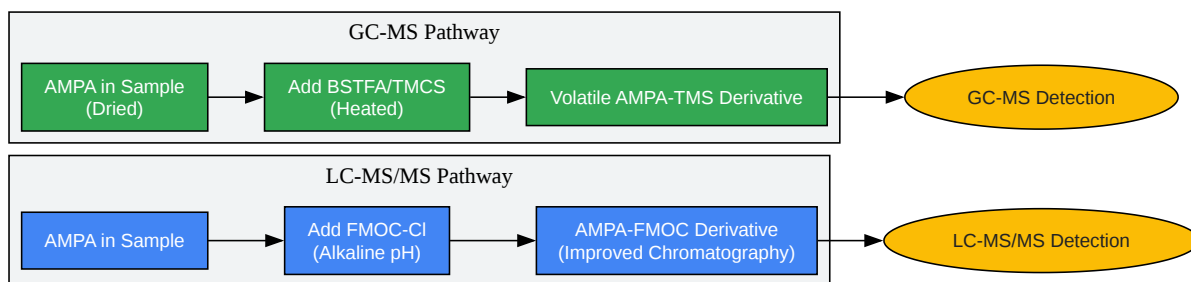 GC-MS Pathway
AMPA in Sample
(Dried)
Add BSTFA/TMCS
(Heated)
Volatile AMPA-TMS Derivative
GC-MS Detection
LC-MS/MS Pathway
AMPA in Sample
Add FMOC-Cl
(Alkaline pH)
AMPA-FMOC Derivative
(Improved Chromatography)
LC-MS/MS Detection